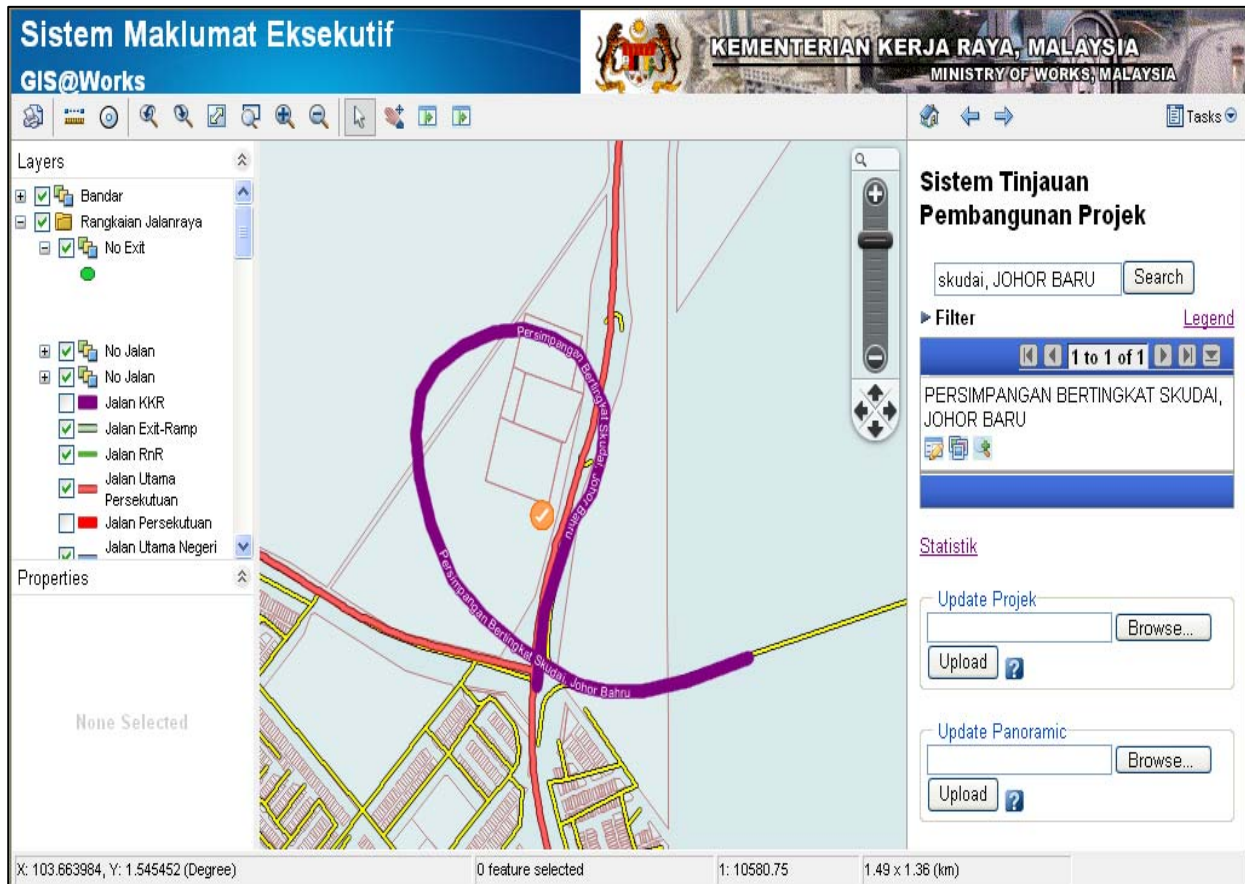 Sistem Maklumat Eksekutif
GIS@Works
KEMENTERIAN KERJA RAYA, MALAYSIA
MINISTRY OF WORKS, MALAYSIA
Tasks
Layers
Bandar
Rangkaian Jalanraya
No Exit
No Jalan
No Jalan
Jalan KKR
Jalan Exit-Ramp
Jalan RnR
Jalan Utama
Persekutuan
Jalan Persekutuan
Jalan Utama Negeri
Properties
None Selected
Persimpangan Bertingkat Skudai, Johor Bahru
Persimpangan Bertingkat Skudai, Johor Bahru
Sistem Tinjauan
Pembangunan Projek
skudai, JOHOR BARU
Search
Filter
Legend
1 to 1 of 1
PERSIMPANGAN BERTINGKAT SKUDAI,
JOHOR BARU
Statistik
Update Projek
Browse...
Upload
?
Update Panoramic
Browse...
Upload
?
X: 103.663984, Y: 1.545452 (Degree)
0 feature selected
1: 10580.75
1.49 x 1.36 (km)